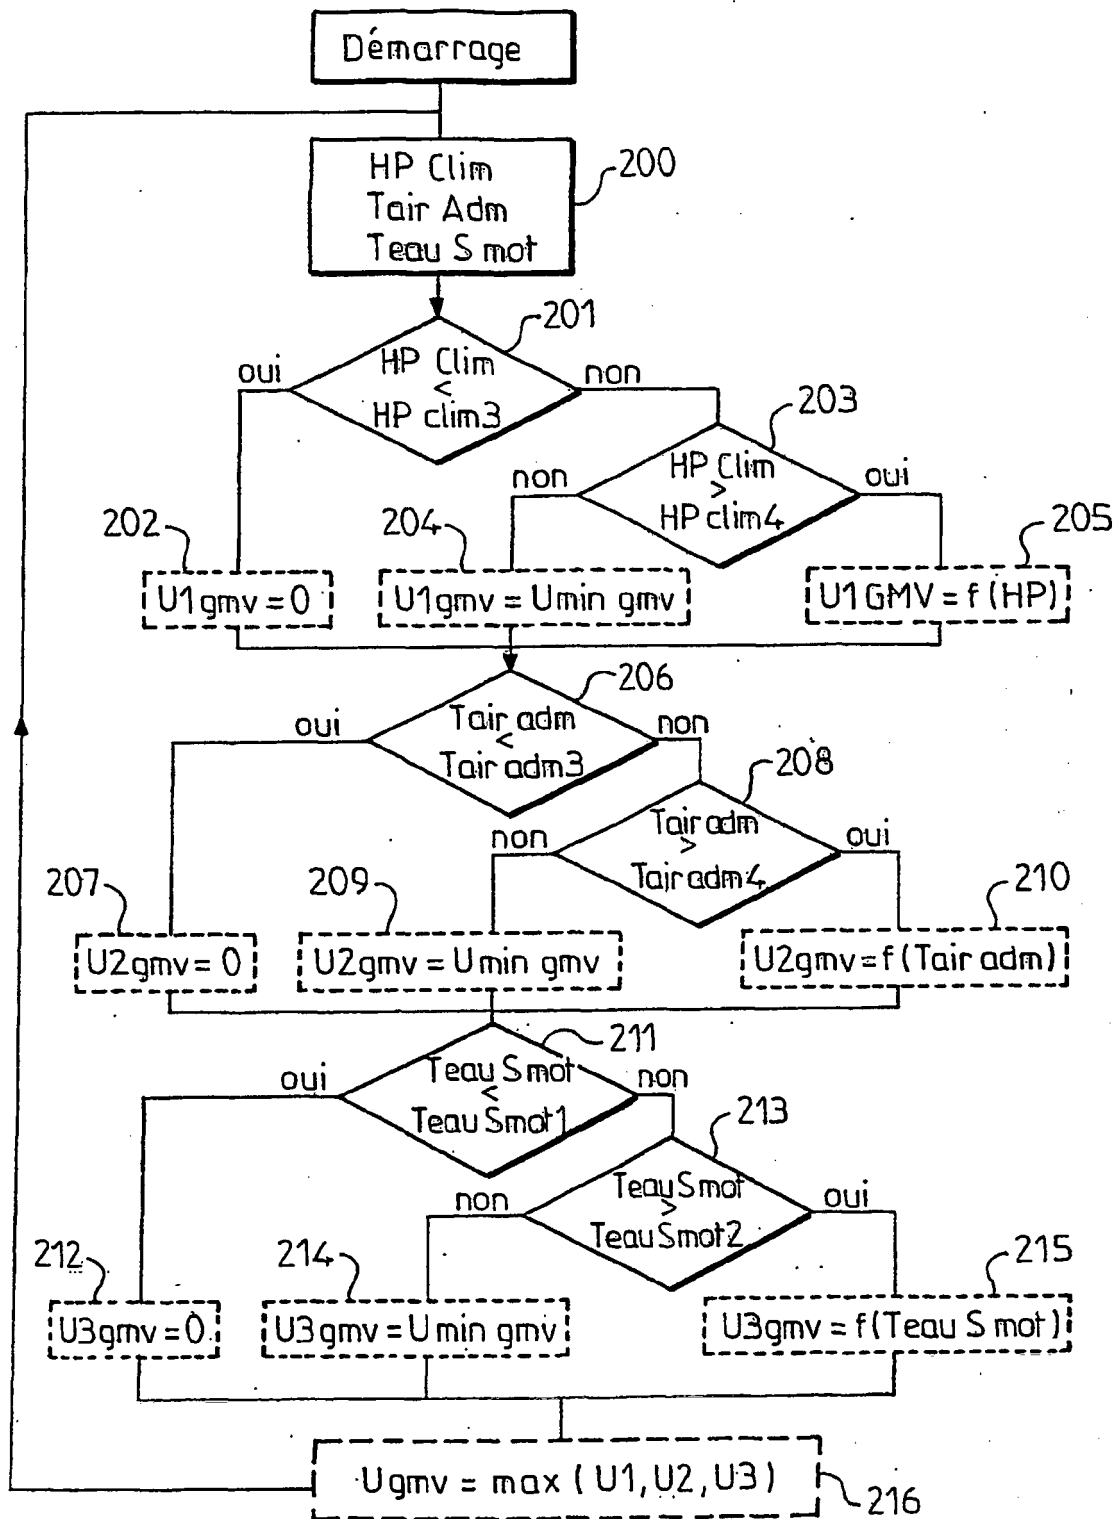 Démarrage
HP Clim
Tair Adm
Teau S mot
200
201
HP Clim
<
HP clim3
oui
non
203
HP Clim
>
HP clim4
non
oui
202
204
205
U1gmv = 0
U1gmv = Umin gmv
U1 GMV = f (HP)
206
Tair adm
<
Tair adm3
oui
non
208
Tair adm
>
Tair adm4
non
oui
207
209
210
U2gmv = 0
U2gmv = Umin gmv
U2gmv = f (Tair adm)
211
Teau Smot
<
Teau Smot1
oui
non
213
Teau Smot
>
Teau Smot2
non
oui
212
214
215
U3gmv = 0
U3gmv = Umin gmv
U3gmv = f(Teau S mot)
Ugmv = max (U1, U2, U3)
216